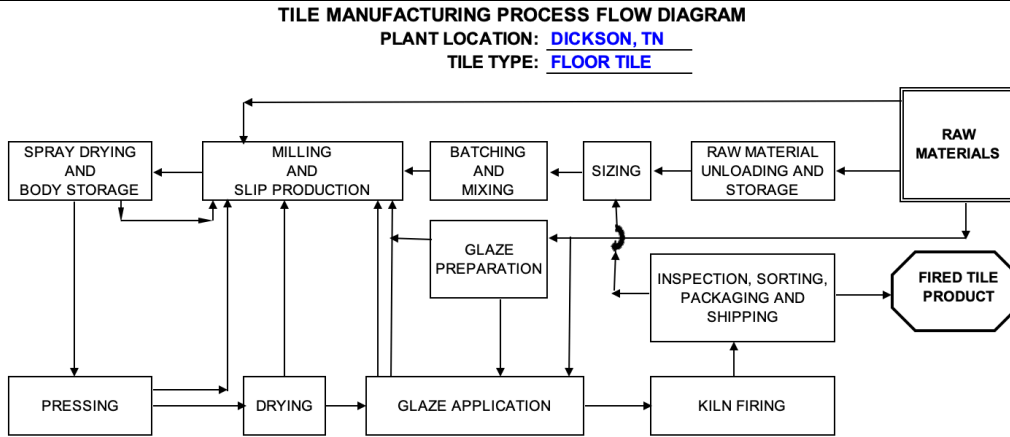 TILE MANUFACTURING PROCESS FLOW DIAGRAM
PLANT LOCATION: DICKSON, TN
TILE TYPE: FLOOR TILE
RAW
MATERIALS
SPRAY DRYING
AND
BODY STORAGE
MILLING
AND
SLIP PRODUCTION
BATCHING
AND
MIXING
SIZING
RAW MATERIAL
UNLOADING AND
STORAGE
GLAZE
PREPARATION
INSPECTION, SORTING,
PACKAGING AND
SHIPPING
FIRED TILE
PRODUCT
PRESSING
DRYING
GLAZE APPLICATION
KILN FIRING